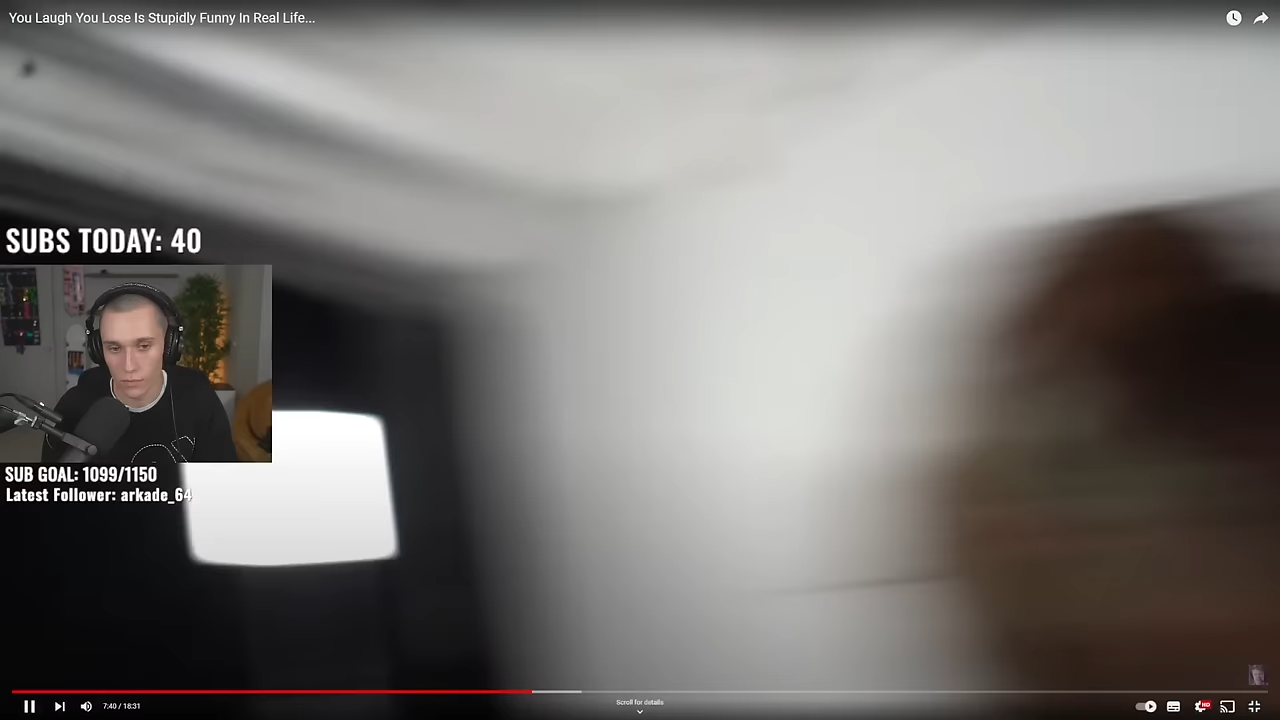 You Laugh You Lose Is Stupidly Funny In Real Life...
SUBS TODAY: 40
SUB GOAL: 1099/1150
Latest Follower: arkade_64
Scroll for details
7:40 / 18:31
HD